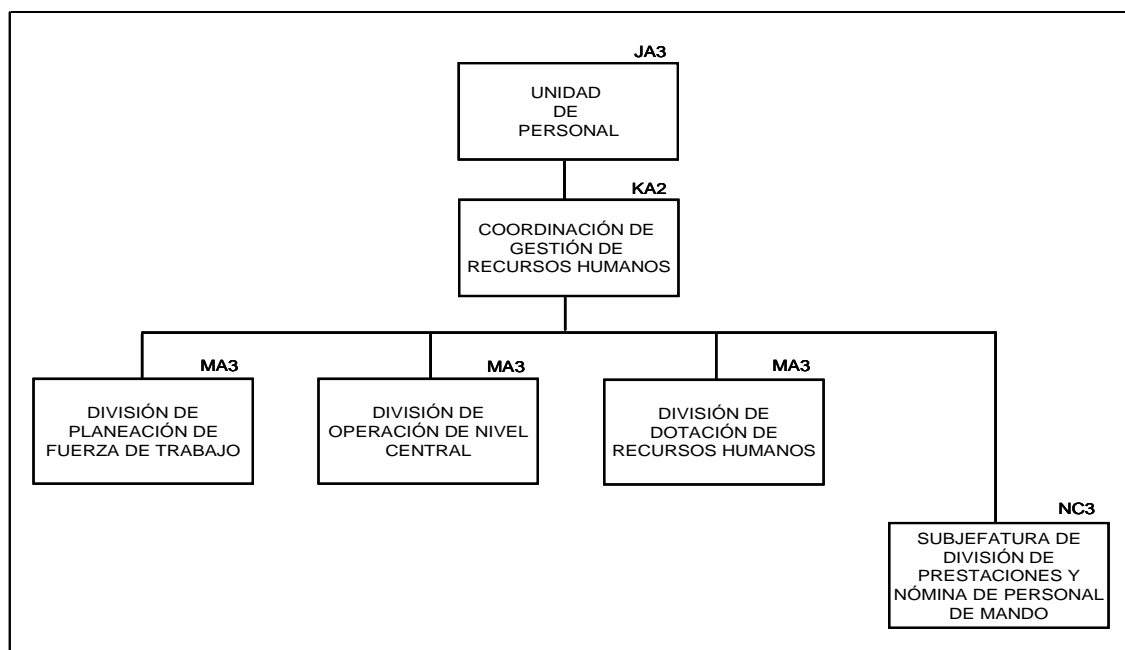 JA3
UNIDAD
DE
PERSONAL
KA2
COORDINACIÓN DE
GESTIÓN DE
RECURSOS HUMANOS
MA3
DIVISIÓN DE
PLANEACIÓN DE
FUERZA DE TRABAJO
MA3
DIVISIÓN DE
OPERACIÓN DE NIVEL
CENTRAL
MA3
DIVISIÓN DE
DOTACIÓN DE
RECURSOS HUMANOS
NC3
SUBJEFATURA DE
DIVISIÓN DE
PRESTACIONES Y
NÓMINA DE PERSONAL
DE MANDO